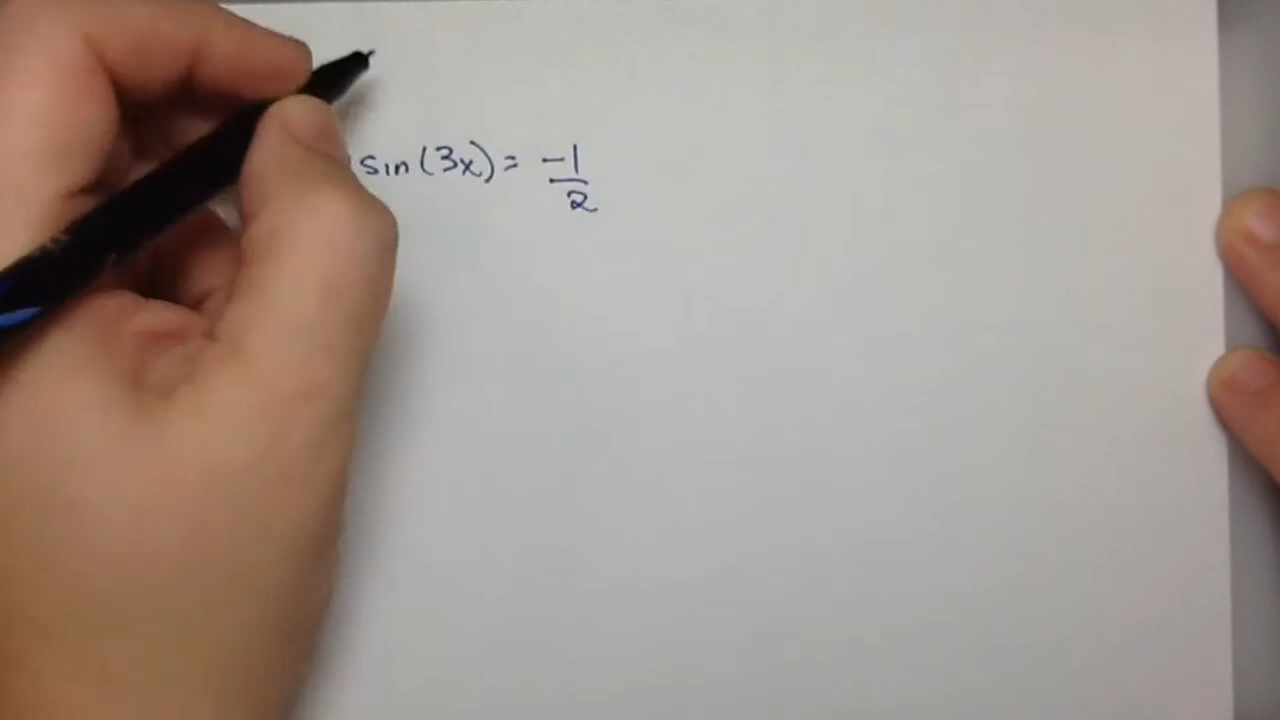 sin(3x) = -1/2